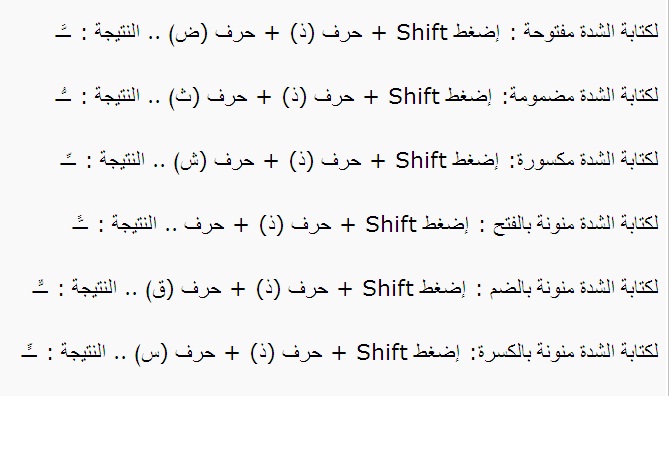 لكتابة الشدة مفتوحة : إضغط Shift + حرف (ذ) + حرف (ض) .. النتيجة : ـَّ
لكتابة الشدة مضمومة: إضغط Shift + حرف (ذ) + حرف (ث) .. النتيجة : ـُّ
لكتابة الشدة مكسورة: إضغط Shift + حرف (ذ) + حرف (ش) .. النتيجة : ـِّ
لكتابة الشدة منونة بالفتح : إضغط Shift + حرف (ذ) + حرف .. النتيجة : ـًّ
لكتابة الشدة منونة بالضم : إضغط Shift + حرف (ذ) + حرف (ق) .. النتيجة : ـٌّ
لكتابة الشدة منونة بالكسرة: إضغط Shift + حرف (ذ) + حرف (س) .. النتيجة : ـٍّ